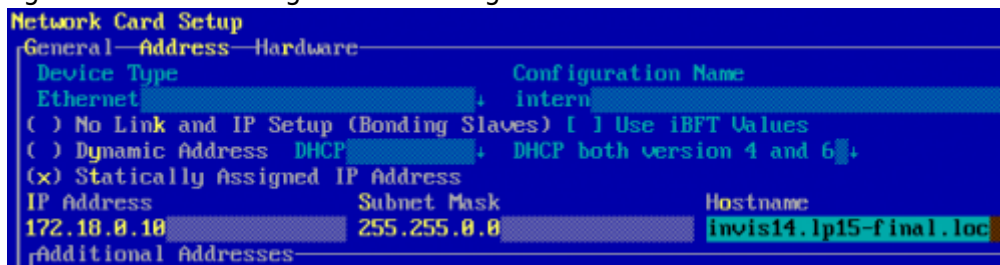 Network Card Setup
General—Address—Hardware
Device Type Configuration Name
Ethernet ↓ intern
( ) No Link and IP Setup (Bonding Slaves) [ ] Use iBFT Values
( ) Dynamic Address DHCP ↓ DHCP both version 4 and 6 ↓
(x) Statically Assigned IP Address
IP Address Subnet Mask Hostname
172.18.0.10 255.255.0.0 invis14.lp15-final.loc
Additional Addresses